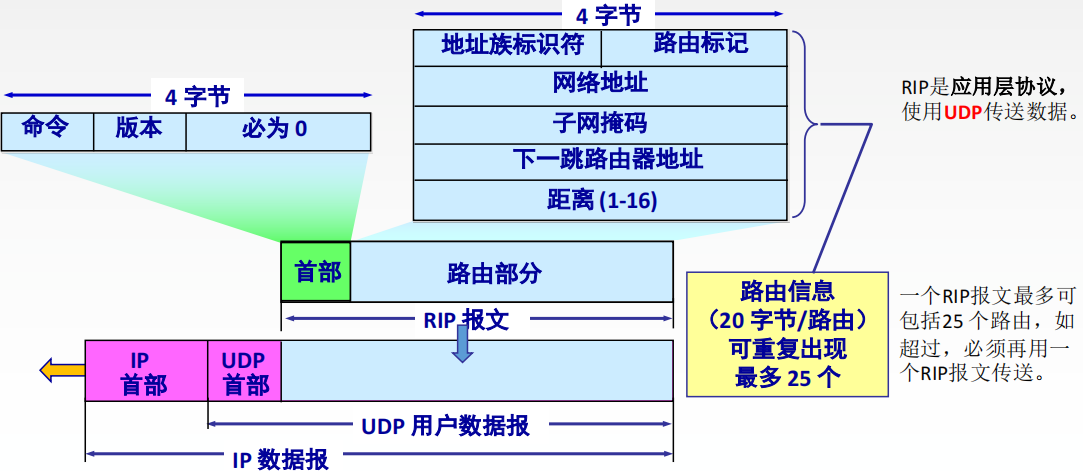 4 字节
地址族标识符 路由标记
网络地址
子网掩码
下一跳路由器地址
距离 (1-16)
4 字节
命令 版本 必为 0
RIP是应用层协议，
使用UDP传送数据。
首部 路由部分
RIP 报文
路由信息
（20 字节/路由）
可重复出现
最多 25 个
一个RIP报文最多可
包括25 个路由，如
超过，必须再用一
个RIP报文传送。
IP
首部
UDP
首部
UDP 用户数据报
IP 数据报